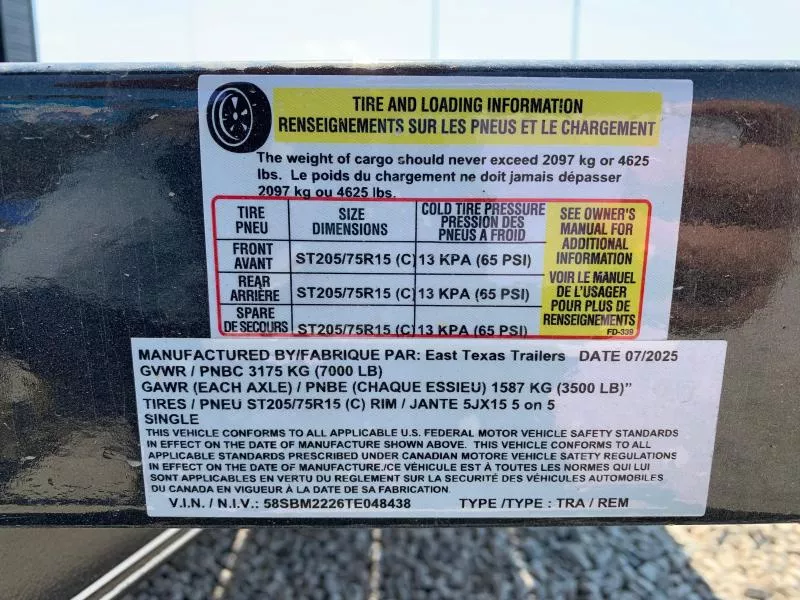 TIRE AND LOADING INFORMATION
RENSEIGNEMENTS SUR LES PNEUS ET LE CHARGEMENT
The weight of cargo should never exceed 2097 kg or 4625
lbs. Le poids du chargement ne doit jamais dépasser
2097 kg ou 4625 lbs.
TIRE PNEU
SIZE DIMENSIONS
COLD TIRE PRESSURE
PRESSION DES
PNEUS A FROID
FRONT AVANT
ST205/75R15 (C) 13 KPA (65 PSI)
REAR ARRIÈRE
ST205/75R15 (C) 13 KPA (65 PSI)
SPARE DE SECOURS
ST205/75R15 (C) 13 KPA (65 PSI)
SEE OWNER'S
MANUAL FOR
ADDITIONAL
INFORMATION
VOIR LE MANUEL
DE L'USAGER
POUR PLUS DE
RENSEIGNEMENTS
FD-339
MANUFACTURED BY/FABRIQUE PAR: East Texas Trailers DATE 07/2025
GVWR / PNBC 3175 KG (7000 LB)
GAWR (EACH AXLE) / PNBE (CHAQUE ESSIEU) 1587 KG (3500 LB)"
TIRES / PNEU ST205/75R15 (C) RIM / JANTE 5JX15 5 on 5
SINGLE
THIS VEHICLE CONFORMS TO ALL APPLICABLE U.S. FEDERAL MOTOR VEHICLE SAFETY STANDARDS
IN EFFECT ON THE DATE OF MANUFACTURE SHOWN ABOVE. THIS VEHICLE CONFORMS TO ALL
APPLICABLE STANDARDS PRESCRIBED UNDER CANADIAN MOTORE VEHICLE SAFETY REGULATIONS
IN EFFECT ON THE DATE OF MANUFACTURE./CE VÉHICULE EST À TOUTES LES NORMES QUI LUI
SONT APPLICABLES EN VERTU DU REGLEMENT SUR LA SECURITÉ DES VÉHICULES AUTOMOBILES
DU CANADA EN VIGUEUR À LA DATE DE SA FABRICATION.
V.I.N. / N.I.V.: 58SBM2226TE048438 TYPE /TYPE : TRA / REM